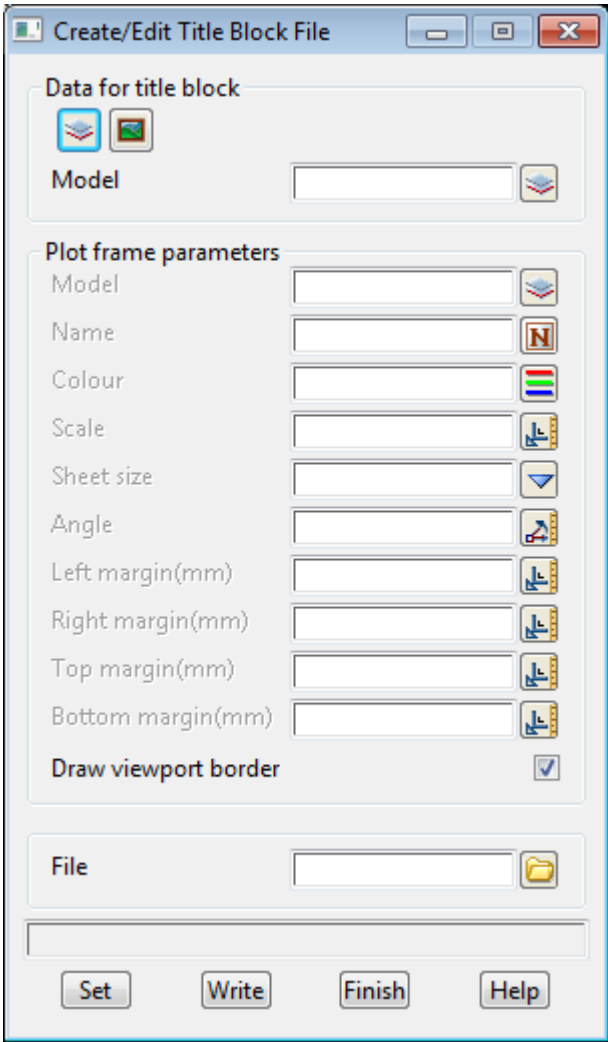 Create/Edit Title Block File
Data for title block
Model
Plot frame parameters
Model
Name
N
Colour
Scale
Sheet size
Angle
Left margin(mm)
Right margin(mm)
Top margin(mm)
Bottom margin(mm)
Draw viewport border
File
Set Write Finish Help